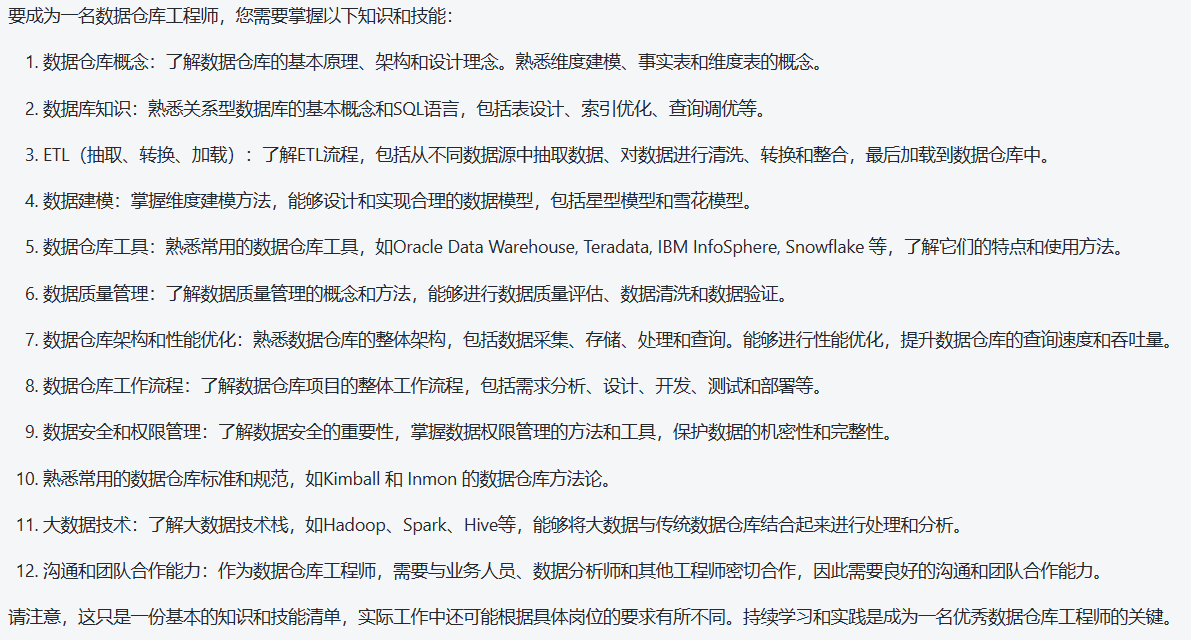 要成为一名数据仓库工程师，您需要掌握以下知识和技能：
1. 数据仓库概念：了解数据仓库的基本原理、架构和设计理念。熟悉维度建模、事实表和维度表的概念。
2. 数据库知识：熟悉关系型数据库的基本概念和SQL语言，包括表设计、索引优化、查询调优等。
3. ETL（抽取、转换、加载）：了解ETL流程，包括从不同数据源中抽取数据、对数据进行清洗、转换和整合，最后加载到数据仓库中。
4. 数据建模：掌握维度建模方法，能够设计和实现合理的数据模型，包括星型模型和雪花模型。
5. 数据仓库工具：熟悉常用的数据仓库工具，如Oracle Data Warehouse, Teradata, IBM InfoSphere, Snowflake 等，了解它们的特点和使用方法。
6. 数据质量管理：了解数据质量管理的概念和方法，能够进行数据质量评估、数据清洗和数据验证。
7. 数据仓库架构和性能优化：熟悉数据仓库的整体架构，包括数据采集、存储、处理和查询。能够进行性能优化，提升数据仓库的查询速度和吞吐量。
8. 数据仓库工作流程：了解数据仓库项目的整体工作流程，包括需求分析、设计、开发、测试和部署等。
9. 数据安全和权限管理：了解数据安全的重要性，掌握数据权限管理的方法和工具，保护数据的机密性和完整性。
10. 熟悉常用的数据仓库标准和规范，如Kimball 和 Inmon 的数据仓库方法论。
11. 大数据技术：了解大数据技术栈，如Hadoop、Spark、Hive等，能够将大数据与传统数据仓库结合起来进行处理和分析。
12. 沟通和团队合作能力：作为数据仓库工程师，需要与业务人员、数据分析师和其他工程师密切合作，因此需要良好的沟通和团队合作能力。
请注意，这只是一份基本的知识和技能清单，实际工作中还可能根据具体岗位的要求有所不同。持续学习和实践是成为一名优秀数据仓库工程师的关键。